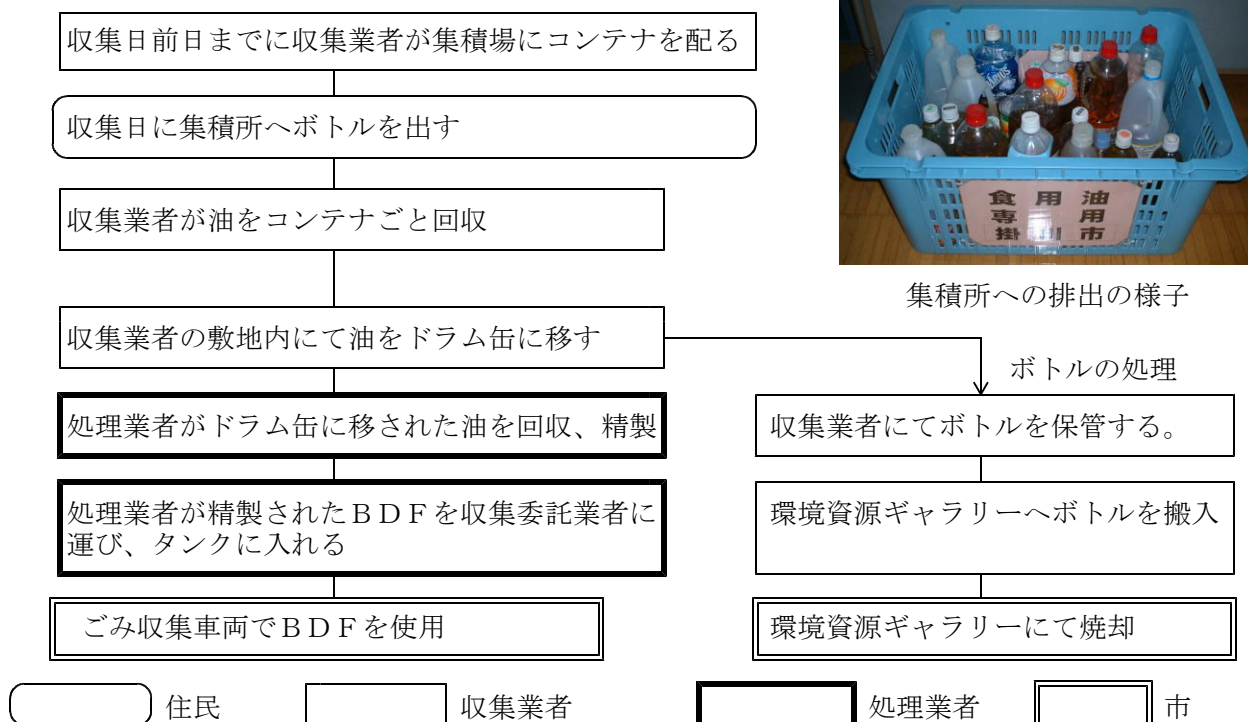 収集日前日までに収集業者が集積場にコンテナを配る
収集日に集積所へボトルを出す
収集業者が油をコンテナごと回収
収集業者の敷地内にて油をドラム缶に移す
処理業者がドラム缶に移された油を回収、精製
処理業者が精製されたＢＤＦを収集委託業者に
運び、タンクに入れる
ごみ収集車両でＢＤＦを使用
食用油
専用
掛川市
集積所への排出の様子
ボトルの処理
収集業者にてボトルを保管する。
環境資源ギャラリーへボトルを搬入
環境資源ギャラリーにて焼却
住民
収集業者
処理業者
市